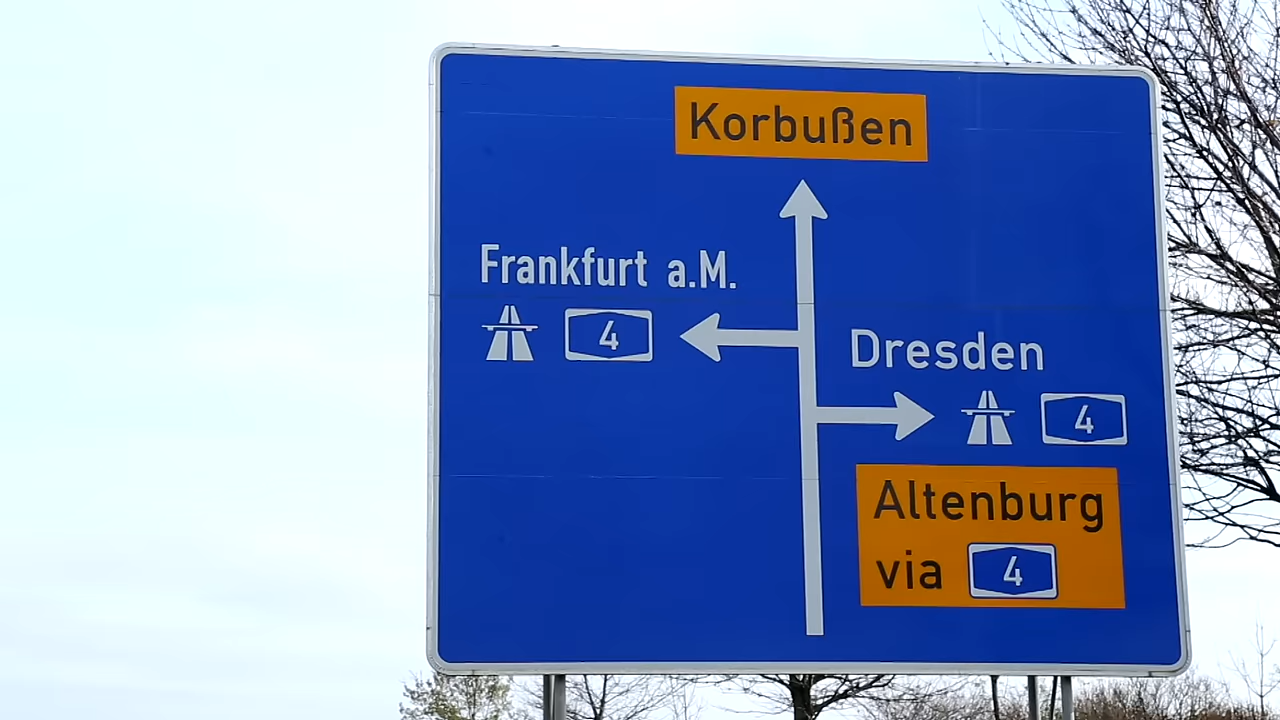 Korbußen
Frankfurt a.M.
4
Dresden
4
Altenburg
via 4